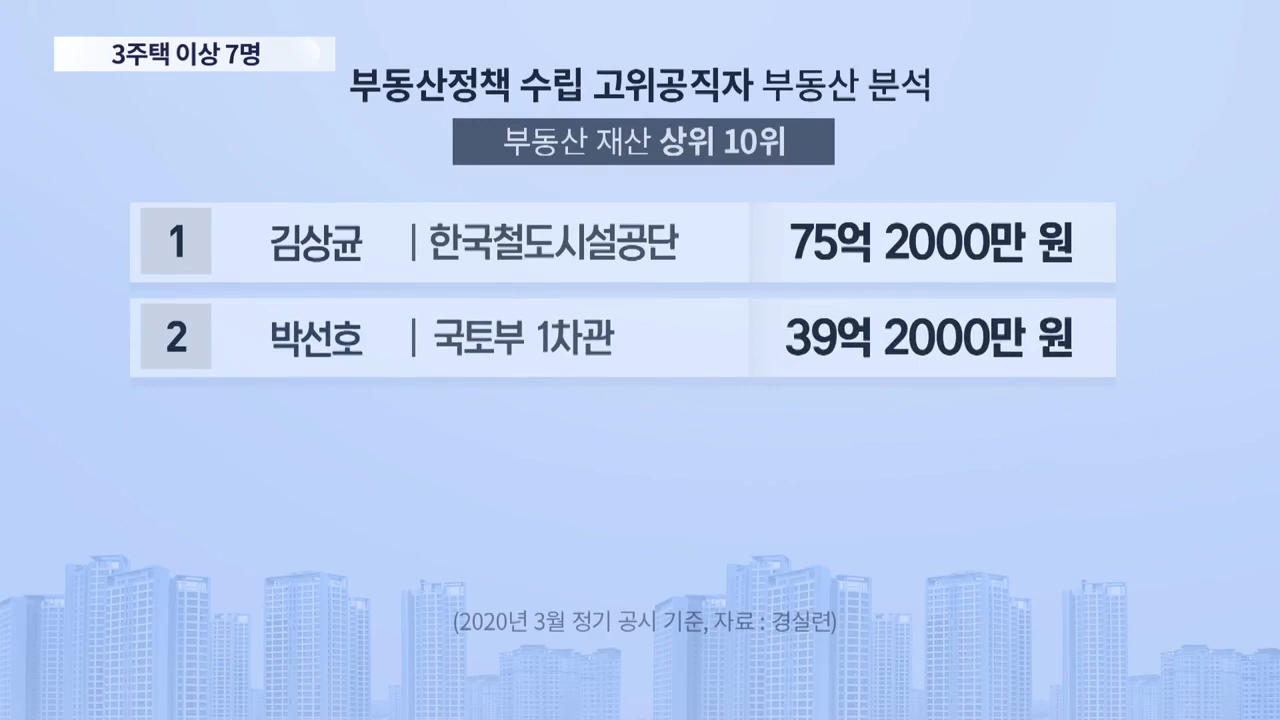 3주택 이상 7명
부동산정책 수립 고위공직자 부동산 분석
부동산 재산 상위 10위
1 김상균 | 한국철도시설공단 75억 2000만 원
2 박선호 | 국토부 1차관 39억 2000만 원
(2020년 3월 정기 공시 기준, 자료 : 경실련)